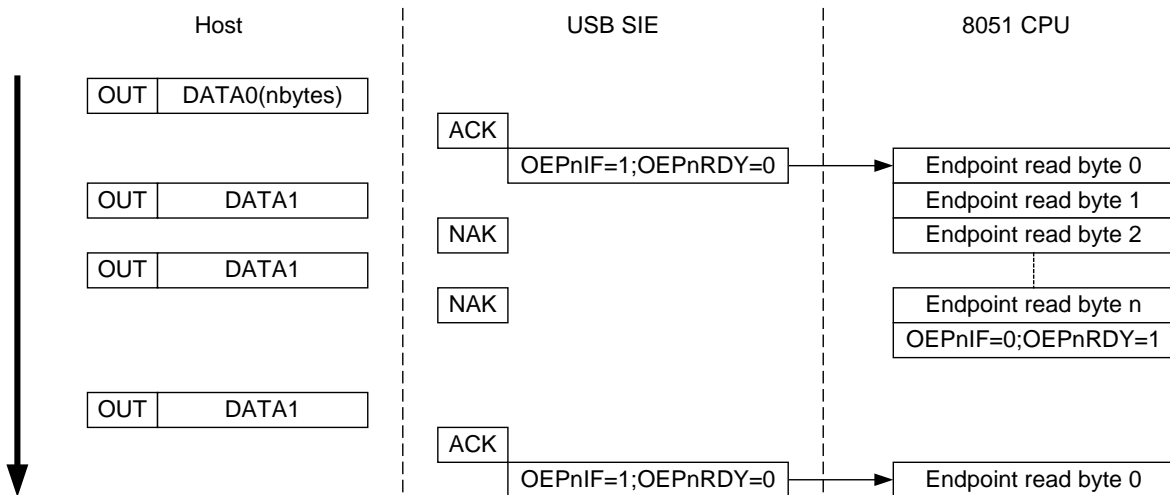 Host USB SIE 8051 CPU
OUT DATA0(nbytes)
ACK
OEPnIF=1;OEPnRDY=0 Endpoint read byte 0
OUT DATA1 Endpoint read byte 1
NAK Endpoint read byte 2
OUT DATA1
NAK Endpoint read byte n
OEPnIF=0;OEPnRDY=1
OUT DATA1
ACK
OEPnIF=1;OEPnRDY=0 Endpoint read byte 0